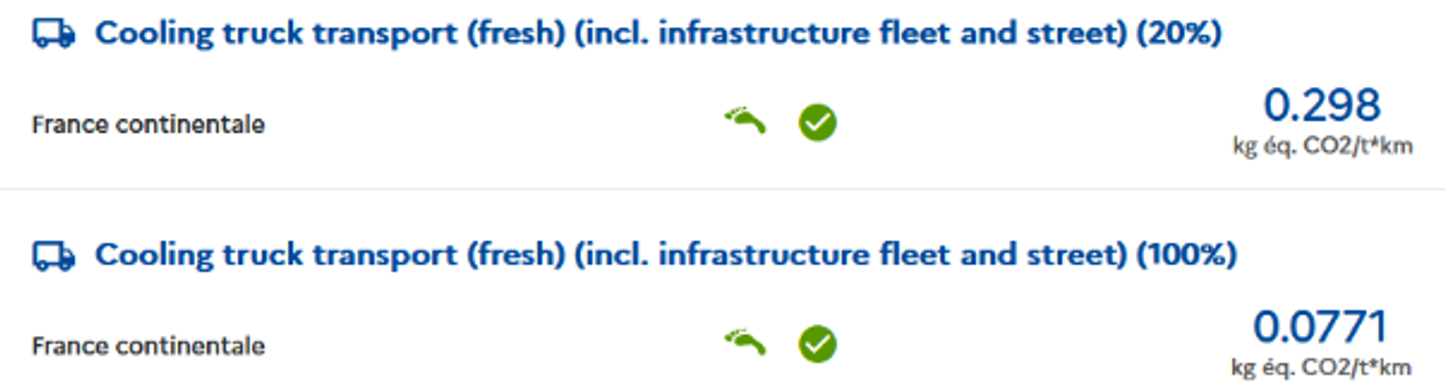 Cooling truck transport (fresh) (incl. infrastructure fleet and street) (20%)
France continentale
0.298
kg éq. CO2/t*km
Cooling truck transport (fresh) (incl. infrastructure fleet and street) (100%)
France continentale
0.0771
kg éq. CO2/t*km